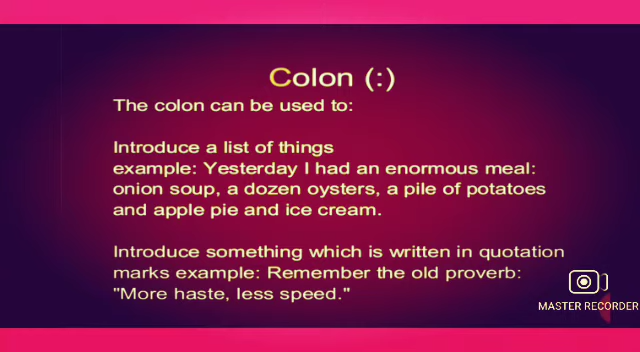 Colon (:)
The colon can be used to:
Introduce a list of things
example: Yesterday I had an enormous meal:
onion soup, a dozen oysters, a pile of potatoes
and apple pie and ice cream.
Introduce something which is written in quotation
marks example: Remember the old proverb:
"More haste, less speed."
MASTER RECORDER